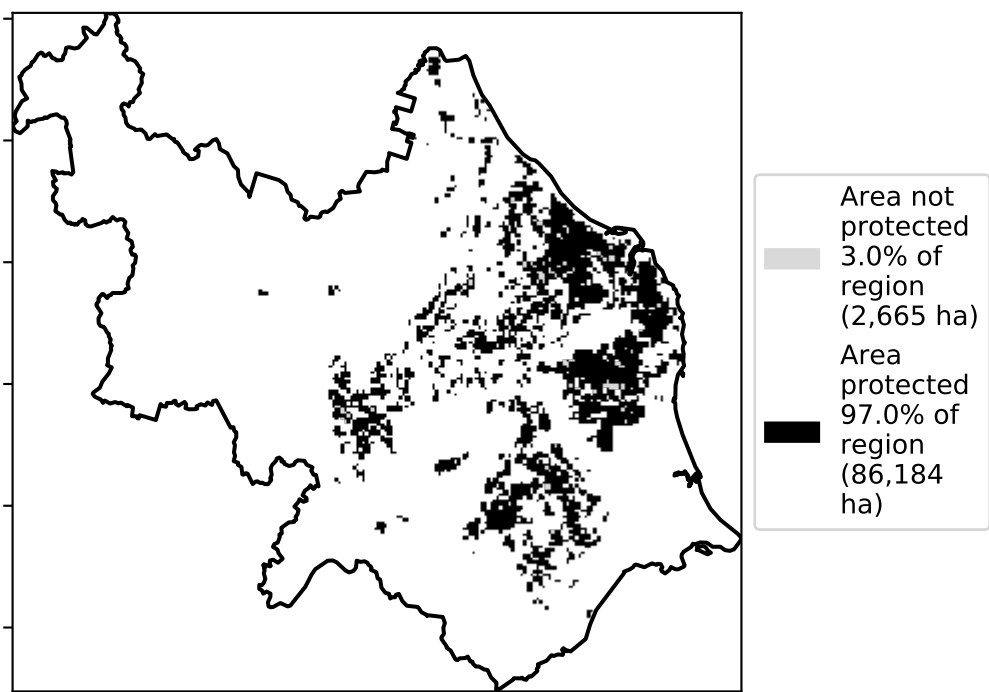 Area not
protected
3.0% of
region
(2,665 ha)
Area
protected
97.0% of
region
(86,184
ha)